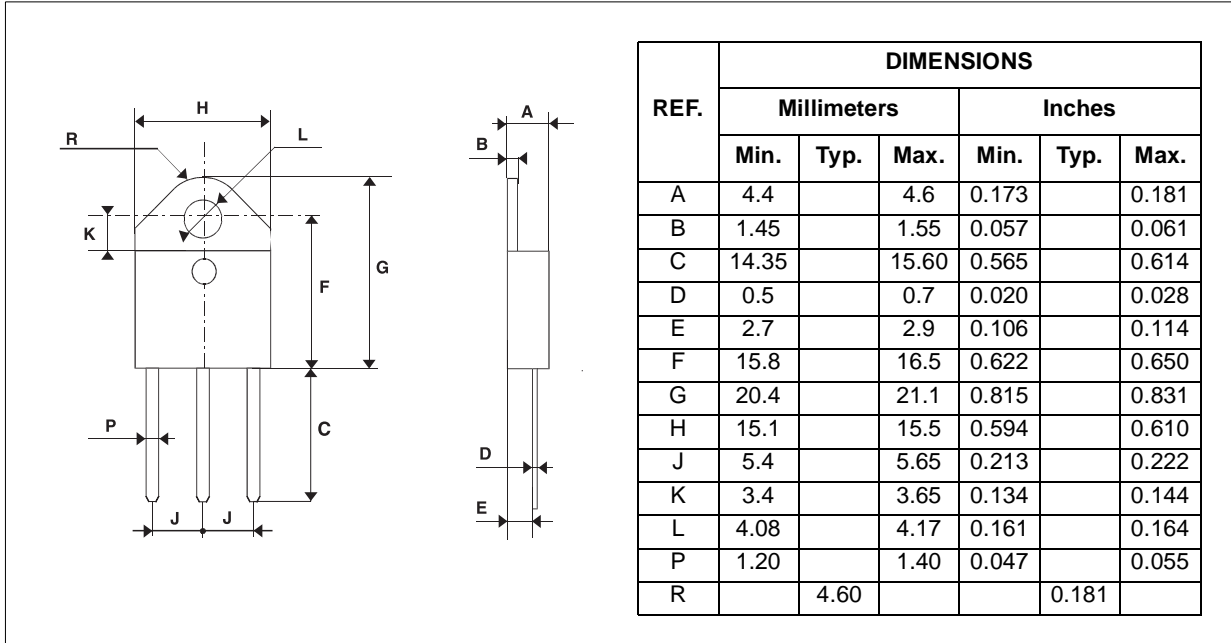 H
A
R
L
B
K
G
F
P
C
D
J J
E
DIMENSIONS
REF. Millimeters Inches
Min. Typ. Max. Min. Typ. Max.
A 4.4 4.6 0.173 0.181
B 1.45 1.55 0.057 0.061
C 14.35 15.60 0.565 0.614
D 0.5 0.7 0.020 0.028
E 2.7 2.9 0.106 0.114
F 15.8 16.5 0.622 0.650
G 20.4 21.1 0.815 0.831
H 15.1 15.5 0.594 0.610
J 5.4 5.65 0.213 0.222
K 3.4 3.65 0.134 0.144
L 4.08 4.17 0.161 0.164
P 1.20 1.40 0.047 0.055
R 4.60 0.181